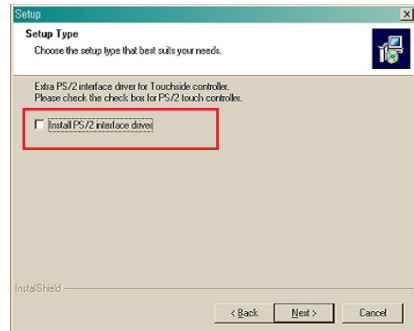 Setup
Setup Type
Choose the setup type that best suits your needs.
Extra PS/2 interface driver for Touchside controller.
Please check the check box for PS/2 touch controller.
Install PS/2 interface driver
InstallShield
< Back
Next >
Cancel